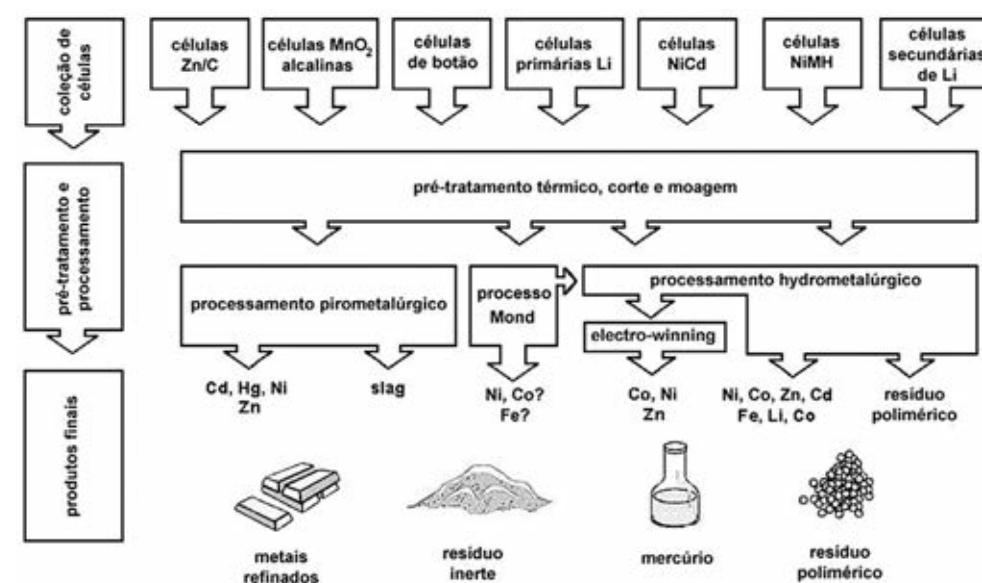 coleção de
células
células
Zn/C
células MnO₂
alcalinas
células
de botão
células
primárias Li
células
NiCd
células
NiMH
células
secundárias
de Li
pré-tratamento e
processamento
pré-tratamento térmico, corte e moagem
processamento pirometalúrgico
processo
Mond
processamento hydrometalúrgico
electro-winning
produtos finais
Cd, Hg, Ni
Zn
slag
Ni, Co?
Fe?
Co, Ni
Zn
Ni, Co, Zn, Cd
Fe, Li, Co
resíduo
polimérico
metais
refinados
resíduo
inerte
mercúrio
resíduo
polimérico